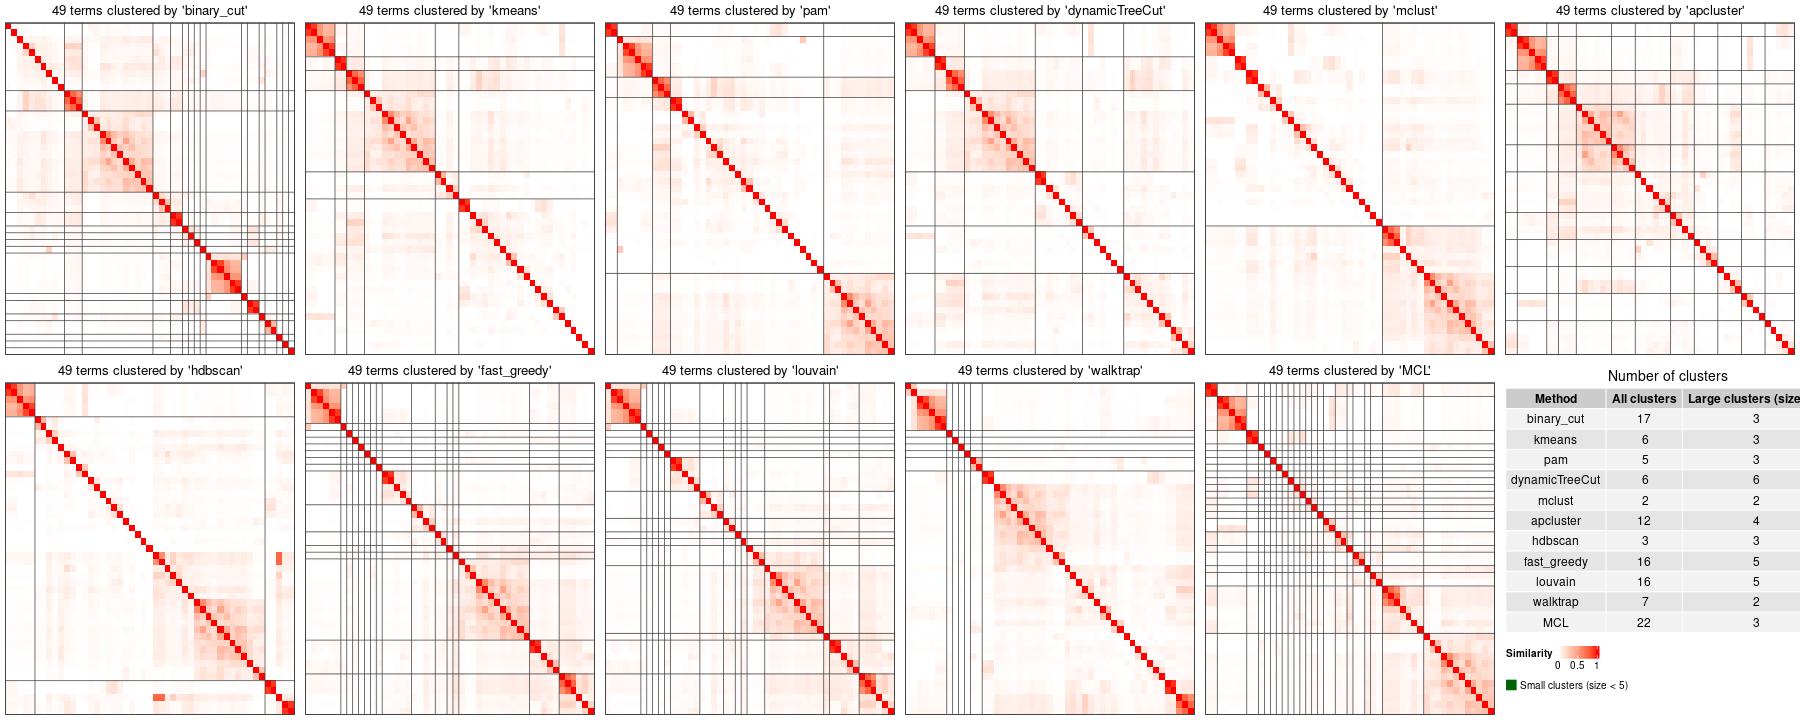 49 terms clustered by 'binary_cut'
49 terms clustered by 'kmeans'
49 terms clustered by 'pam'
49 terms clustered by 'dynamicTreeCut'
49 terms clustered by 'mclust'
49 terms clustered by 'apcluster'
49 terms clustered by 'hdbscan'
49 terms clustered by 'fast_greedy'
49 terms clustered by 'louvain'
49 terms clustered by 'walktrap'
49 terms clustered by 'MCL'
Number of clusters
Method All clusters Large clusters (size
binary_cut 17 3
kmeans 6 3
pam 5 3
dynamicTreeCut 6 6
mclust 2 2
apcluster 12 4
hdbscan 3 3
fast_greedy 16 5
louvain 16 5
walktrap 7 2
MCL 22 3
Similarity
0 0.5 1
Small clusters (size < 5)